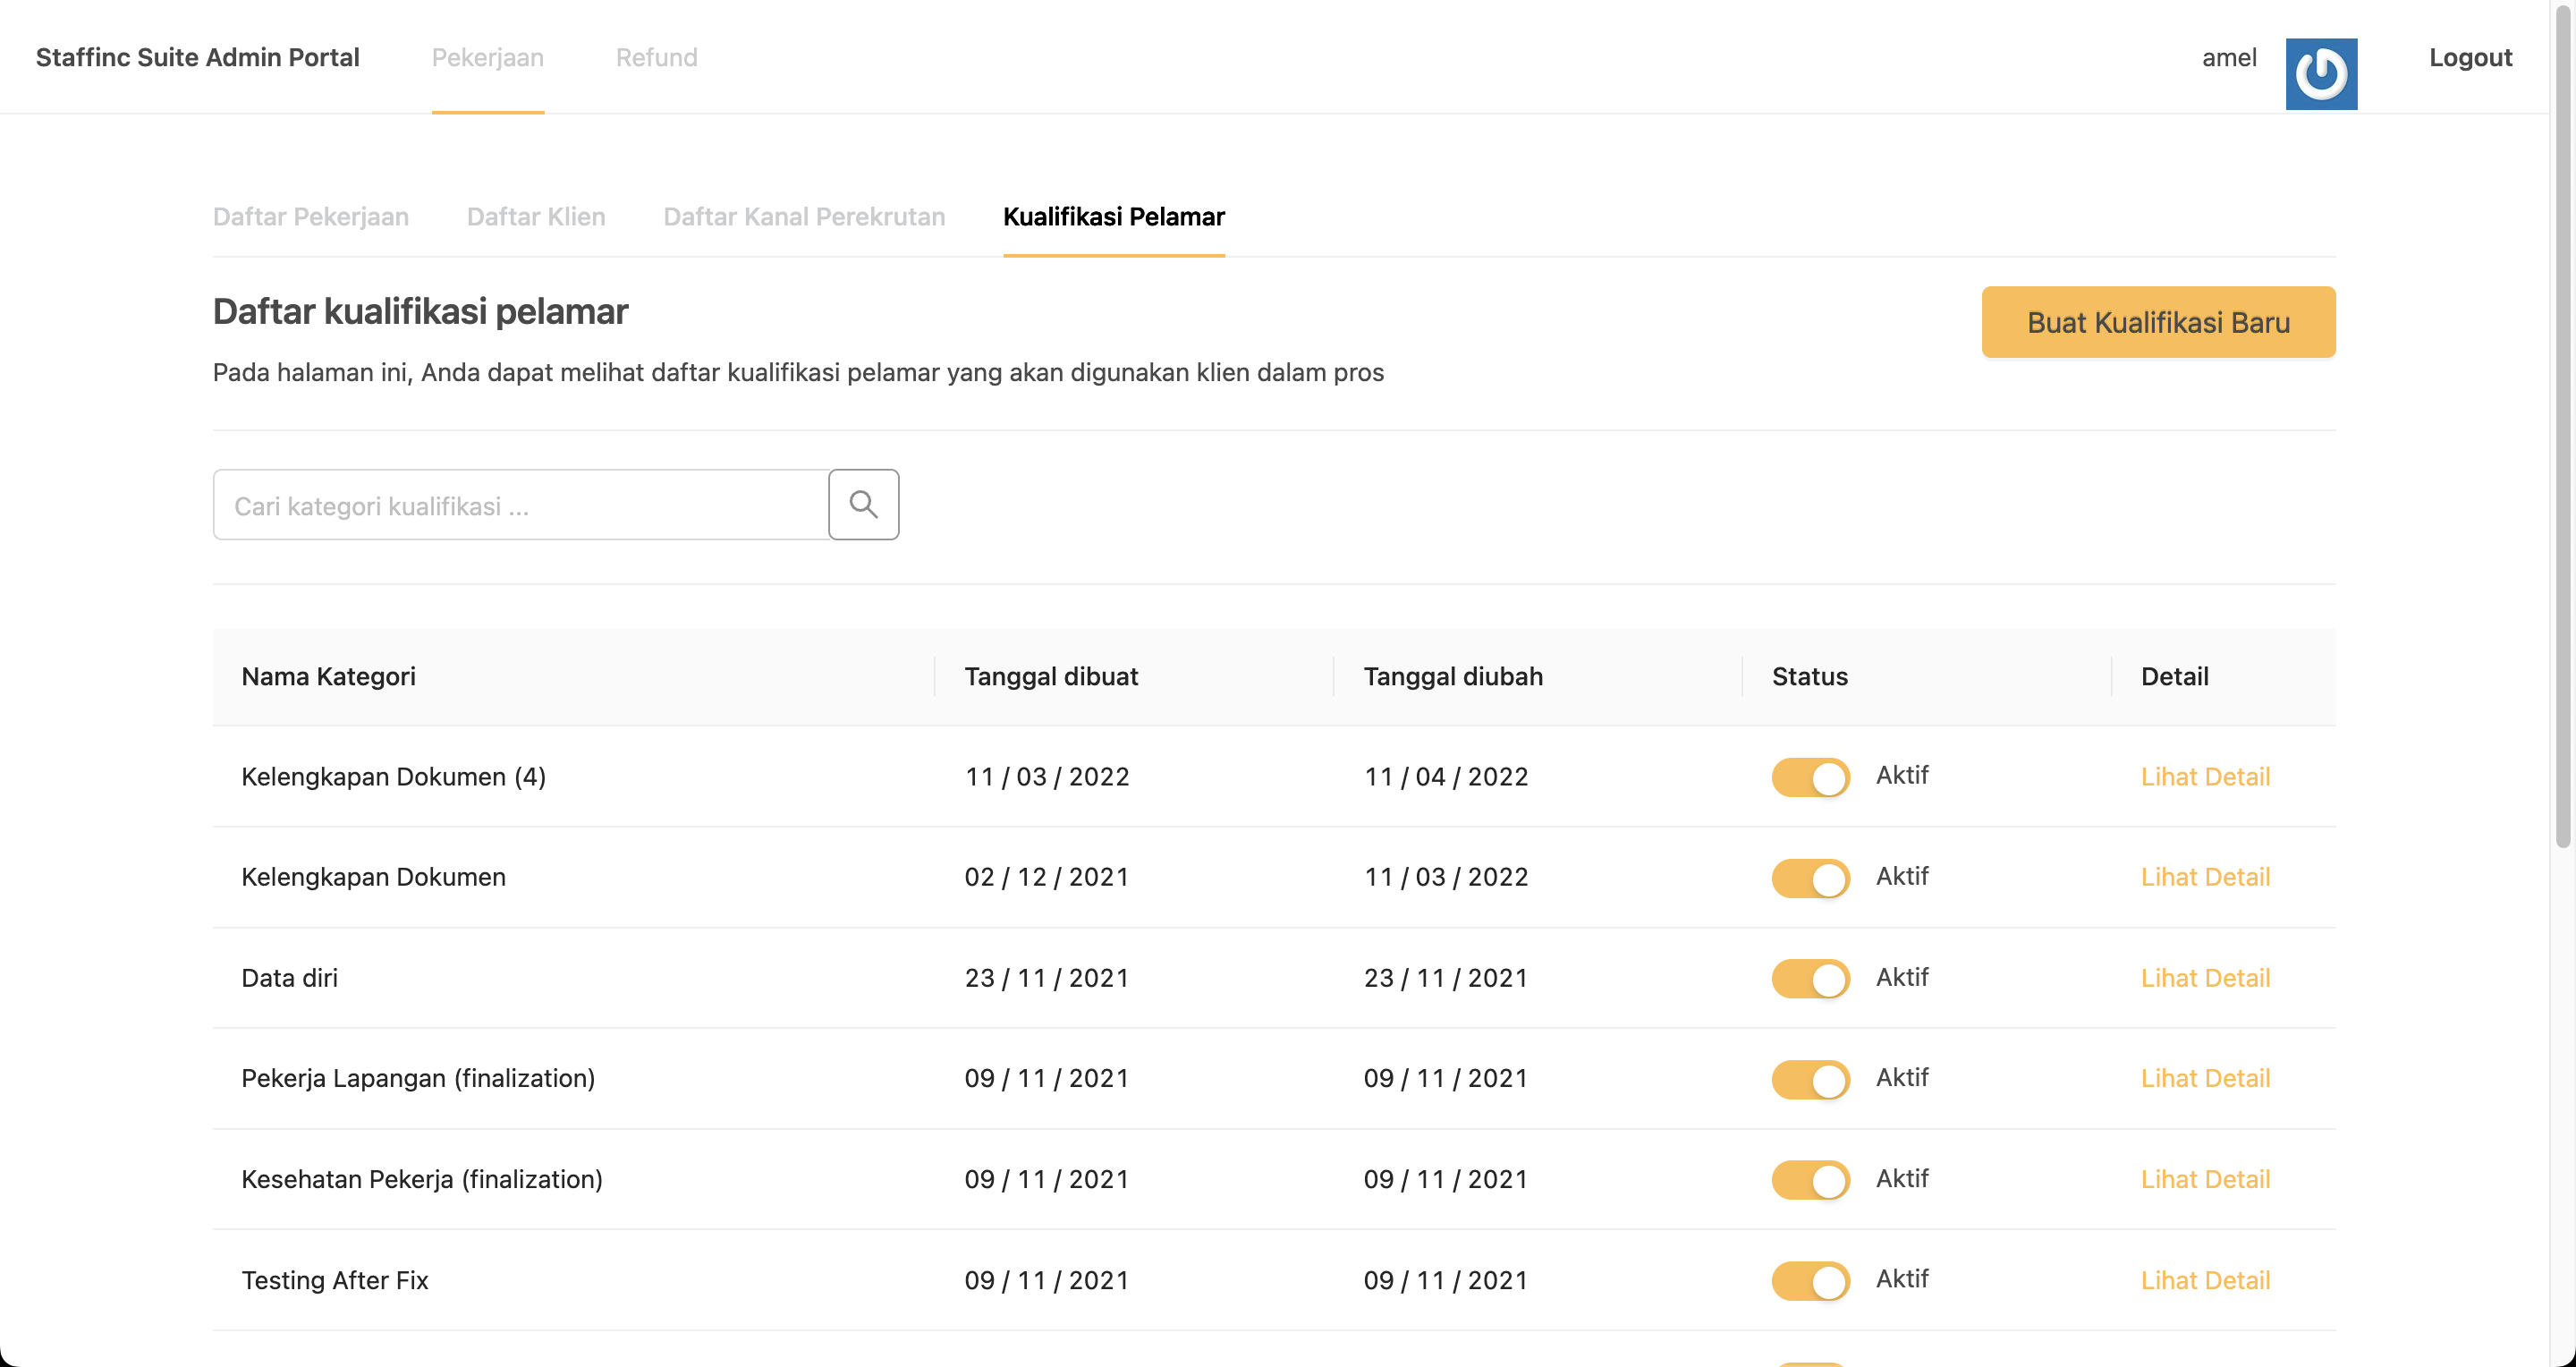 Staffinc Suite Admin Portal Pekerjaan Refund amel Logout
Daftar Pekerjaan Daftar Klien Daftar Kanal Perekrutan Kualifikasi Pelamar
Daftar kualifikasi pelamar
Buat Kualifikasi Baru
Pada halaman ini, Anda dapat melihat daftar kualifikasi pelamar yang akan digunakan klien dalam pros
Cari kategori kualifikasi ...
Nama Kategori Tanggal dibuat Tanggal diubah Status Detail
Kelengkapan Dokumen (4) 11 / 03 / 2022 11 / 04 / 2022 Aktif Lihat Detail
Kelengkapan Dokumen 02 / 12 / 2021 11 / 03 / 2022 Aktif Lihat Detail
Data diri 23 / 11 / 2021 23 / 11 / 2021 Aktif Lihat Detail
Pekerja Lapangan (finalization) 09 / 11 / 2021 09 / 11 / 2021 Aktif Lihat Detail
Kesehatan Pekerja (finalization) 09 / 11 / 2021 09 / 11 / 2021 Aktif Lihat Detail
Testing After Fix 09 / 11 / 2021 09 / 11 / 2021 Aktif Lihat Detail